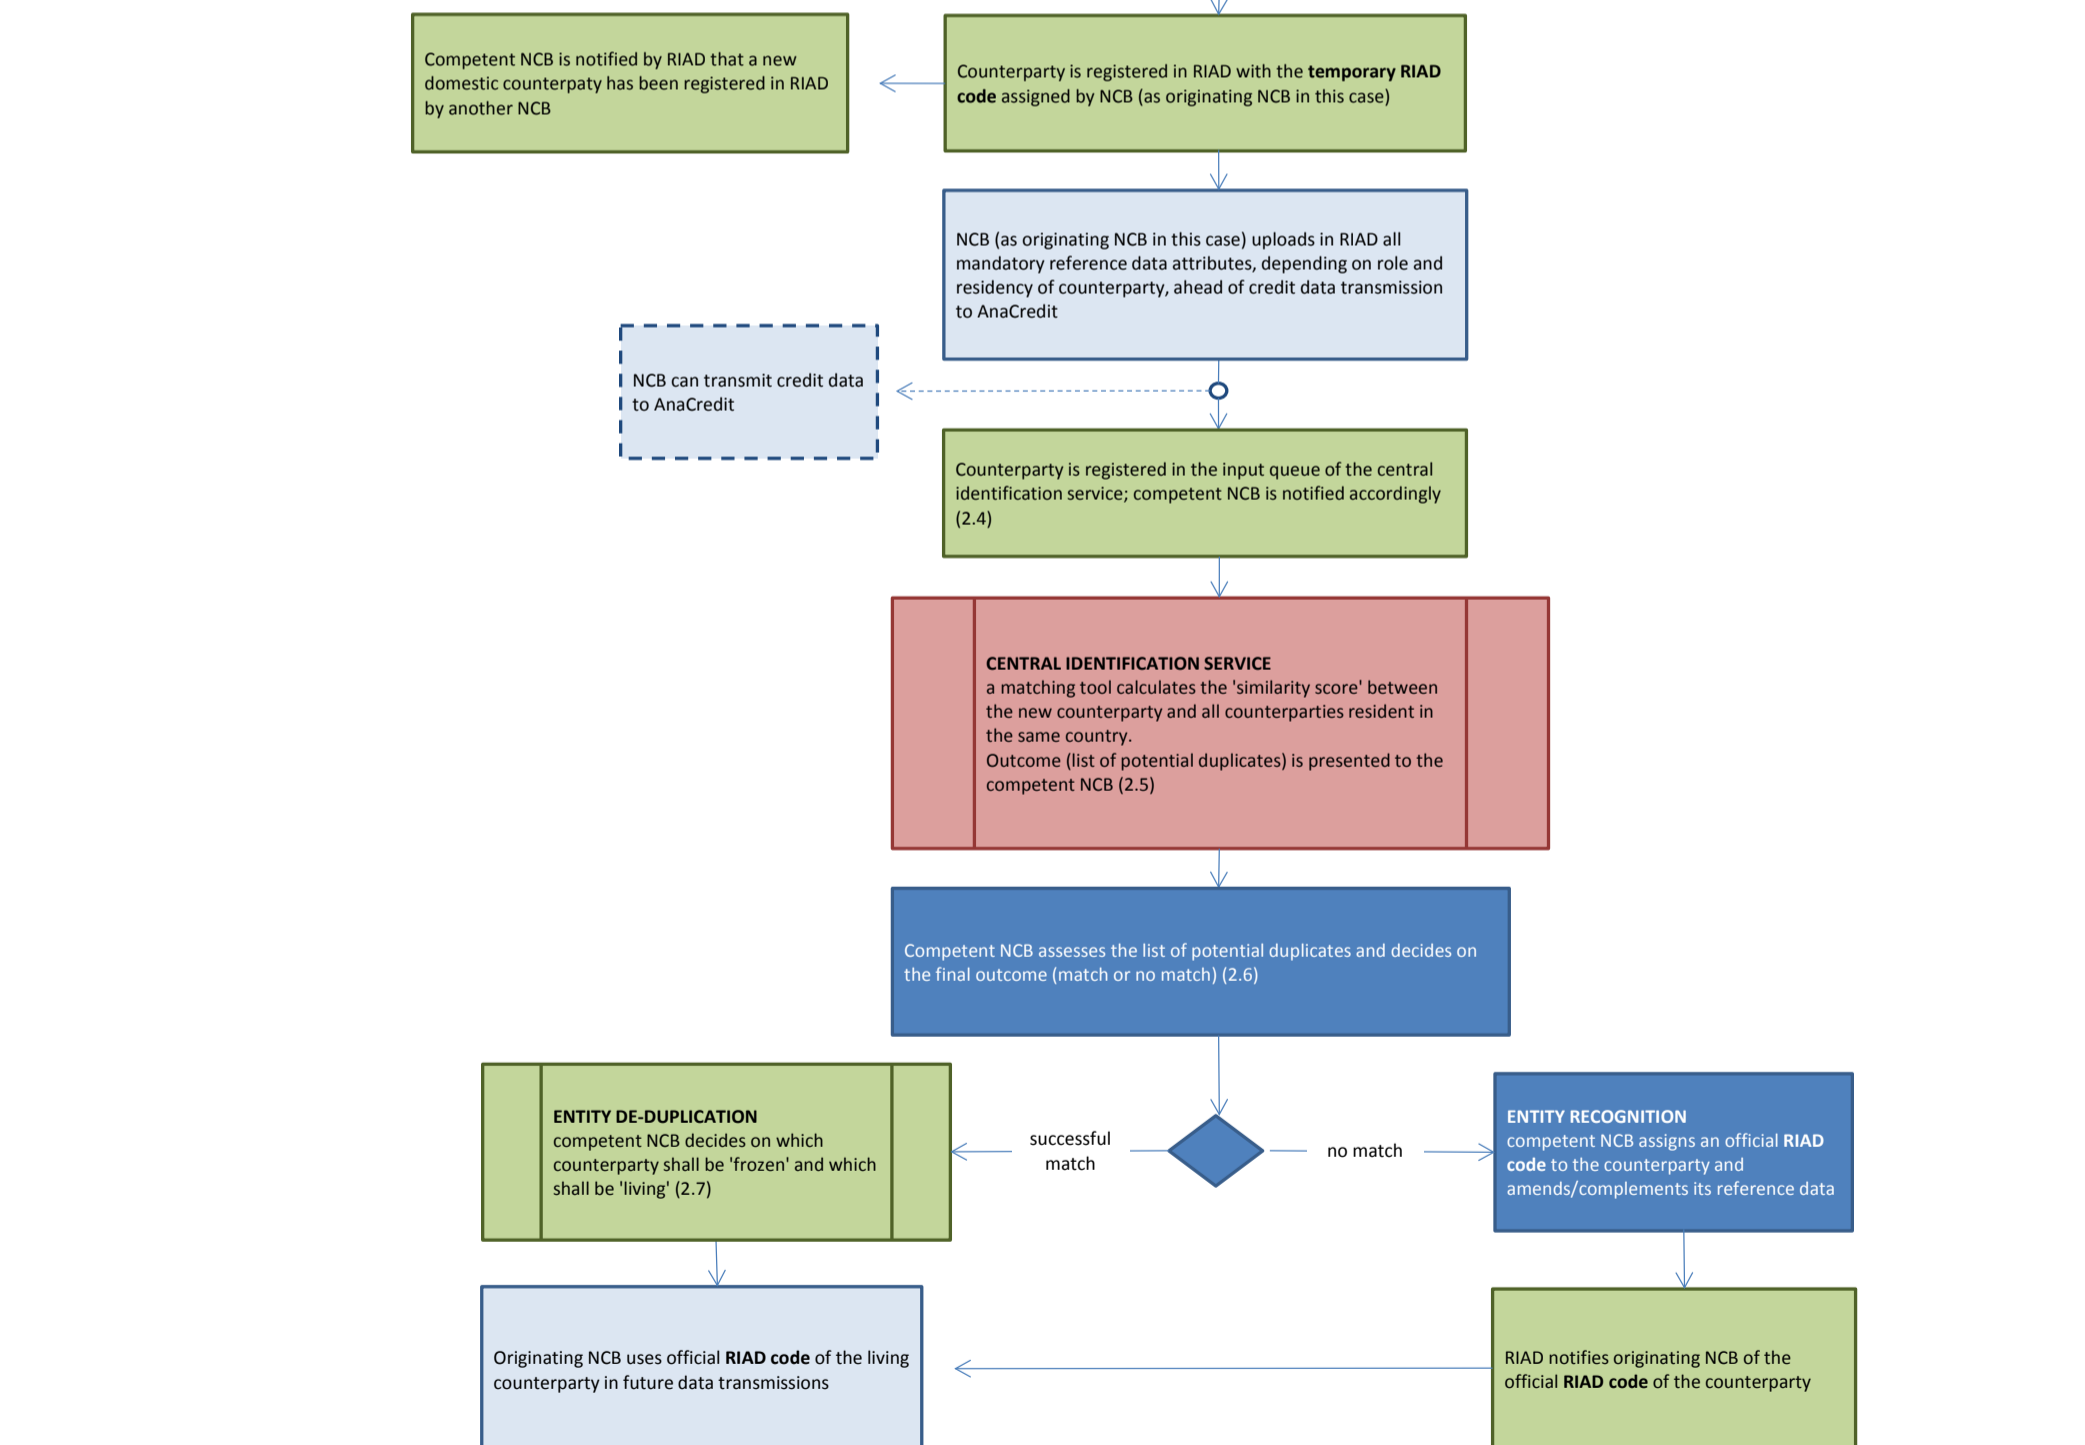 Competent NCB is notified by RIAD that a new
domestic counterpaty has been registered in RIAD
by another NCB
Counterparty is registered in RIAD with the temporary RIAD
code assigned by NCB (as originating NCB in this case)
NCB (as originating NCB in this case) uploads in RIAD all
mandatory reference data attributes, depending on role and
residency of counterparty, ahead of credit data transmission
to AnaCredit
NCB can transmit credit data
to AnaCredit
Counterparty is registered in the input queue of the central
identification service; competent NCB is notified accordingly
(2.4)
CENTRAL IDENTIFICATION SERVICE
a matching tool calculates the 'similarity score' between
the new counterparty and all counterparties resident in
the same country.
Outcome (list of potential duplicates) is presented to the
competent NCB (2.5)
Competent NCB assesses the list of potential duplicates and decides on
the final outcome (match or no match) (2.6)
ENTITY DE-DUPLICATION
competent NCB decides on which
counterparty shall be 'frozen' and which
shall be 'living' (2.7)
successful
match
no match
ENTITY RECOGNITION
competent NCB assigns an official RIAD
code to the counterparty and
amends/complements its reference data
Originating NCB uses official RIAD code of the living
counterparty in future data transmissions
RIAD notifies originating NCB of the
official RIAD code of the counterparty